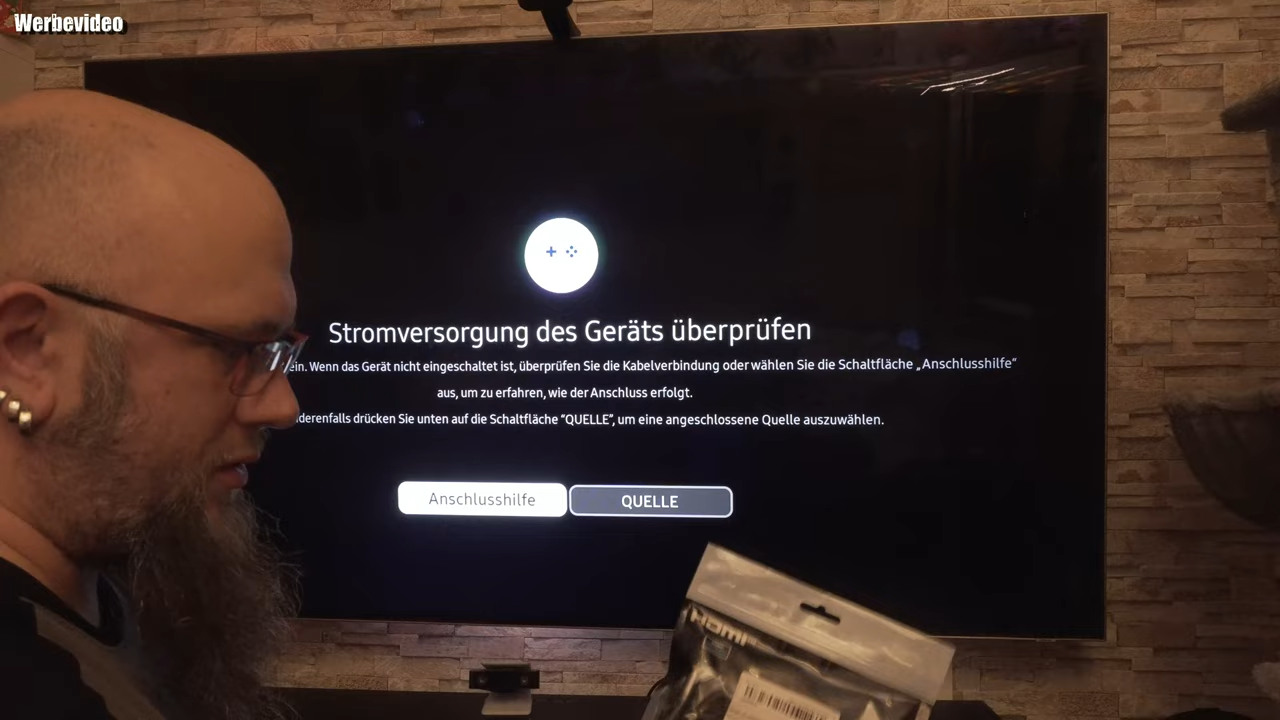 Werbevideo
Stromversorgung des Geräts überprüfen
ein. Wenn das Gerät nicht eingeschaltet ist, überprüfen Sie die Kabelverbindung oder wählen Sie die Schaltfläche „Anschlusshilfe“
aus, um zu erfahren, wie der Anschluss erfolgt.
derenfalls drücken Sie unten auf die Schaltfläche “QUELLE”, um eine angeschlossene Quelle auszuwählen.
Anschlusshilfe
QUELLE
HDMI